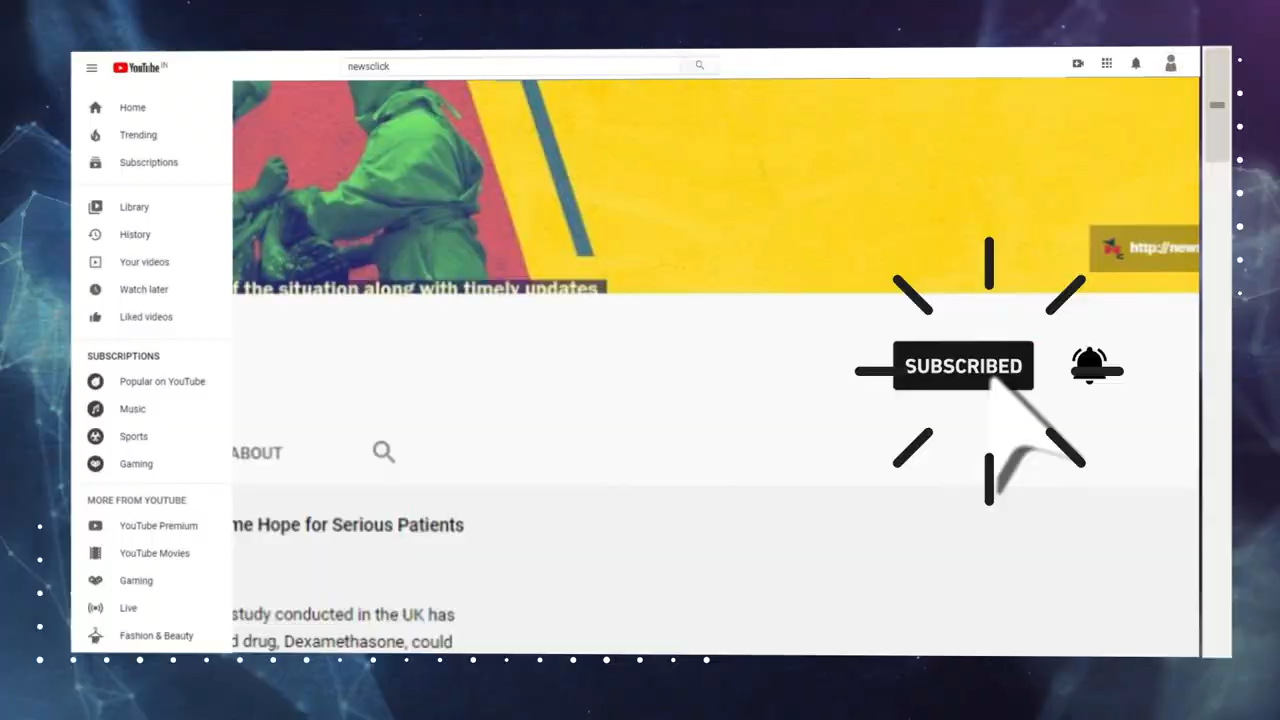 YouTube IN
newsclick
Home
Trending
Subscriptions
Library
History
Your videos
Watch later
Liked videos
SUBSCRIPTIONS
Popular on YouTube
Music
Sports
Gaming
MORE FROM YOUTUBE
YouTube Premium
YouTube Movies
Gaming
Live
Fashion & Beauty
http://news
f the situation along with timely updates
SUBSCRIBED
ABOUT
me Hope for Serious Patients
study conducted in the UK has
d drug, Dexamethasone, could